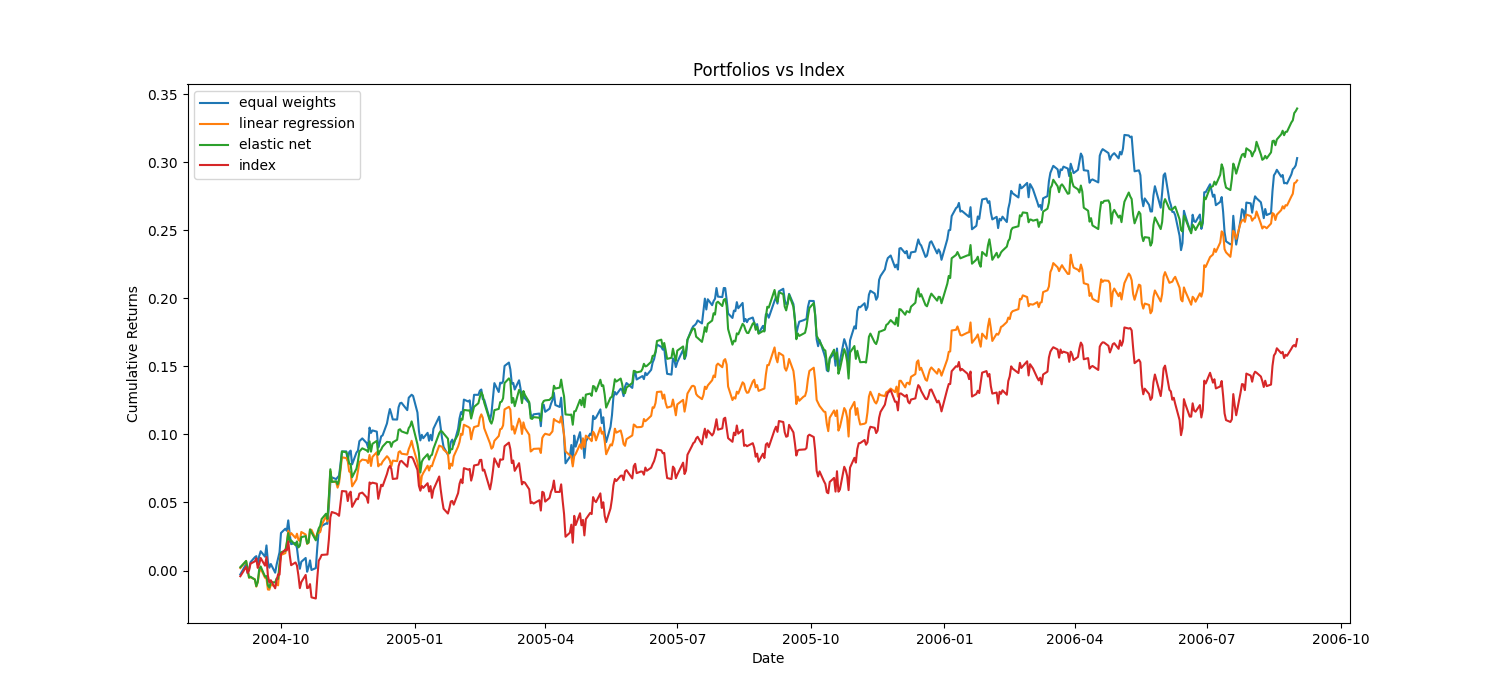 Portfolios vs Index
equal weights
linear regression
elastic net
index
Cumulative Returns
0.35
0.30
0.25
0.20
0.15
0.10
0.05
0.00
2004-10 2005-01 2005-04 2005-07 2005-10 2006-01 2006-04 2006-07 2006-10
Date